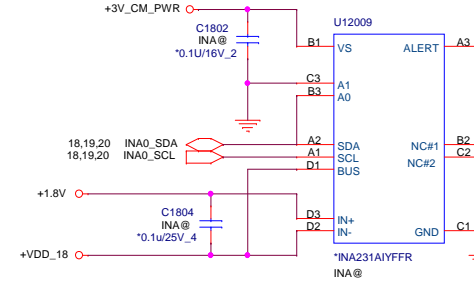 +3V_CM_PWR
C1802
INA@
*0.1U/16V_2
U12009
B1 VS ALERT A3
C3 A1
B3 A0
18,19,20 INA0_SDA A2 SDA NC#1 B2
18,19,20 INA0_SCL A1 SCL NC#2 C2
D1 BUS
+1.8V
C1804
INA@
*0.1u/25V_4
D3 IN+
D2 IN- GND C1
+VDD_18
*INA231AIYFFR
INA@